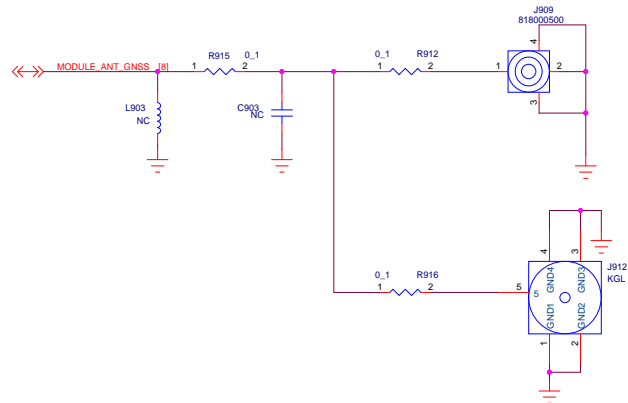 J909
818000500
MODULE_ANT_GNSS [8]
R915
1
2
0_1
0_1
R912
1
2
1
4
2
3
L903
NC
C903
NC
0_1
R916
1
2
5
5
4
3
GND4
GND3
GND1
GND2
1
2
J912
KGL